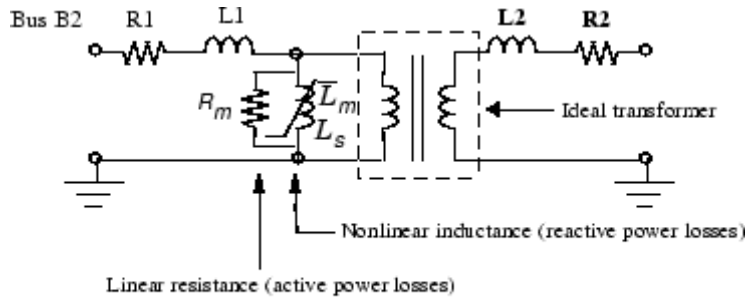 Bus B2 R1 L1 L2 R2
Rm Lm
Ls
Ideal transformer
Nonlinear inductance (reactive power losses)
Linear resistance (active power losses)